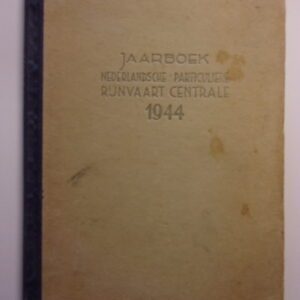 JAARBOEK
NEDERLANDSCHE PARTICULIERE
RIJNVAART CENTRALE
1944